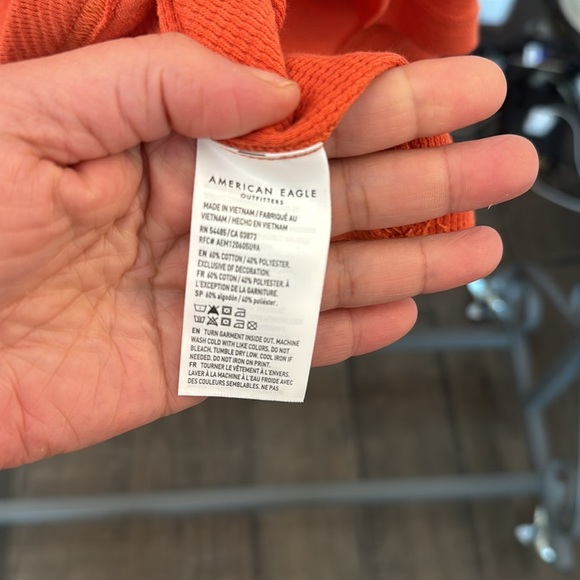 AMERICAN EAGLE
OUTFITTERS
MADE IN VIETNAM / FABRIQUÉ AU
VIETNAM / HECHO EN VIETNAM
RN 54485/CA 03873
RFC# AEM120605U9A
EN 60% COTTON / 40% POLYESTER,
EXCLUSIVE OF DECORATION.
FR 60% COTON / 40% POLYESTER, À
L'EXCEPTION DE LA GARNITURE.
SP 60% algodón / 40% poliéster.
EN TURN GARMENT INSIDE OUT, MACHINE
WASH COLD WITH LIKE COLORS. DO NOT
BLEACH. TUMBLE DRY LOW, COOL IRON IF
NEEDED. DO NOT IRON ON PRINT.
FR TOURNER LE VÊTEMENT À L'ENVERS.
LAVER À LA MACHINE À L'EAU FROIDE AVEC
DES COULEURS SEMBLABLES. NE PAS